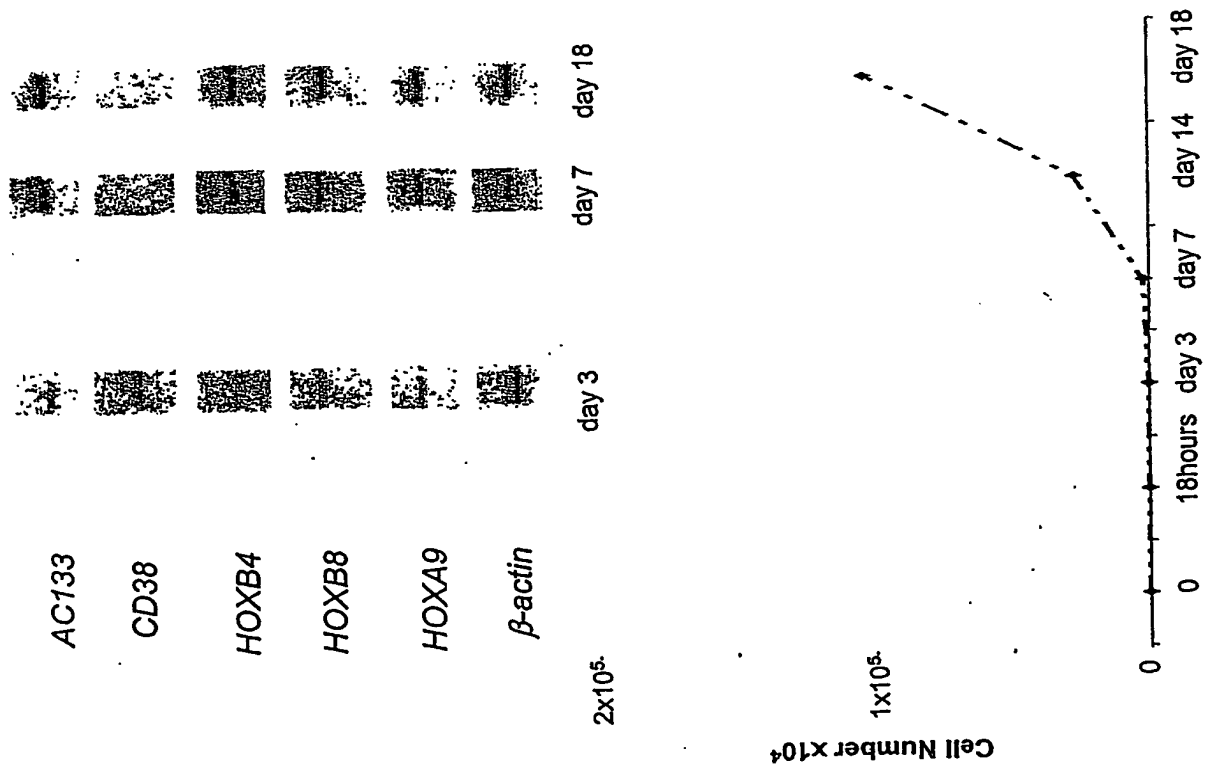 AC133
CD38
HOXB4
HOXB8
HOXA9
β-actin
day 3
day 7
day 18
2x10⁵
1x10⁵
0
Cell Number x10⁴
0
18hours
day 3
day 7
day 14
day 18